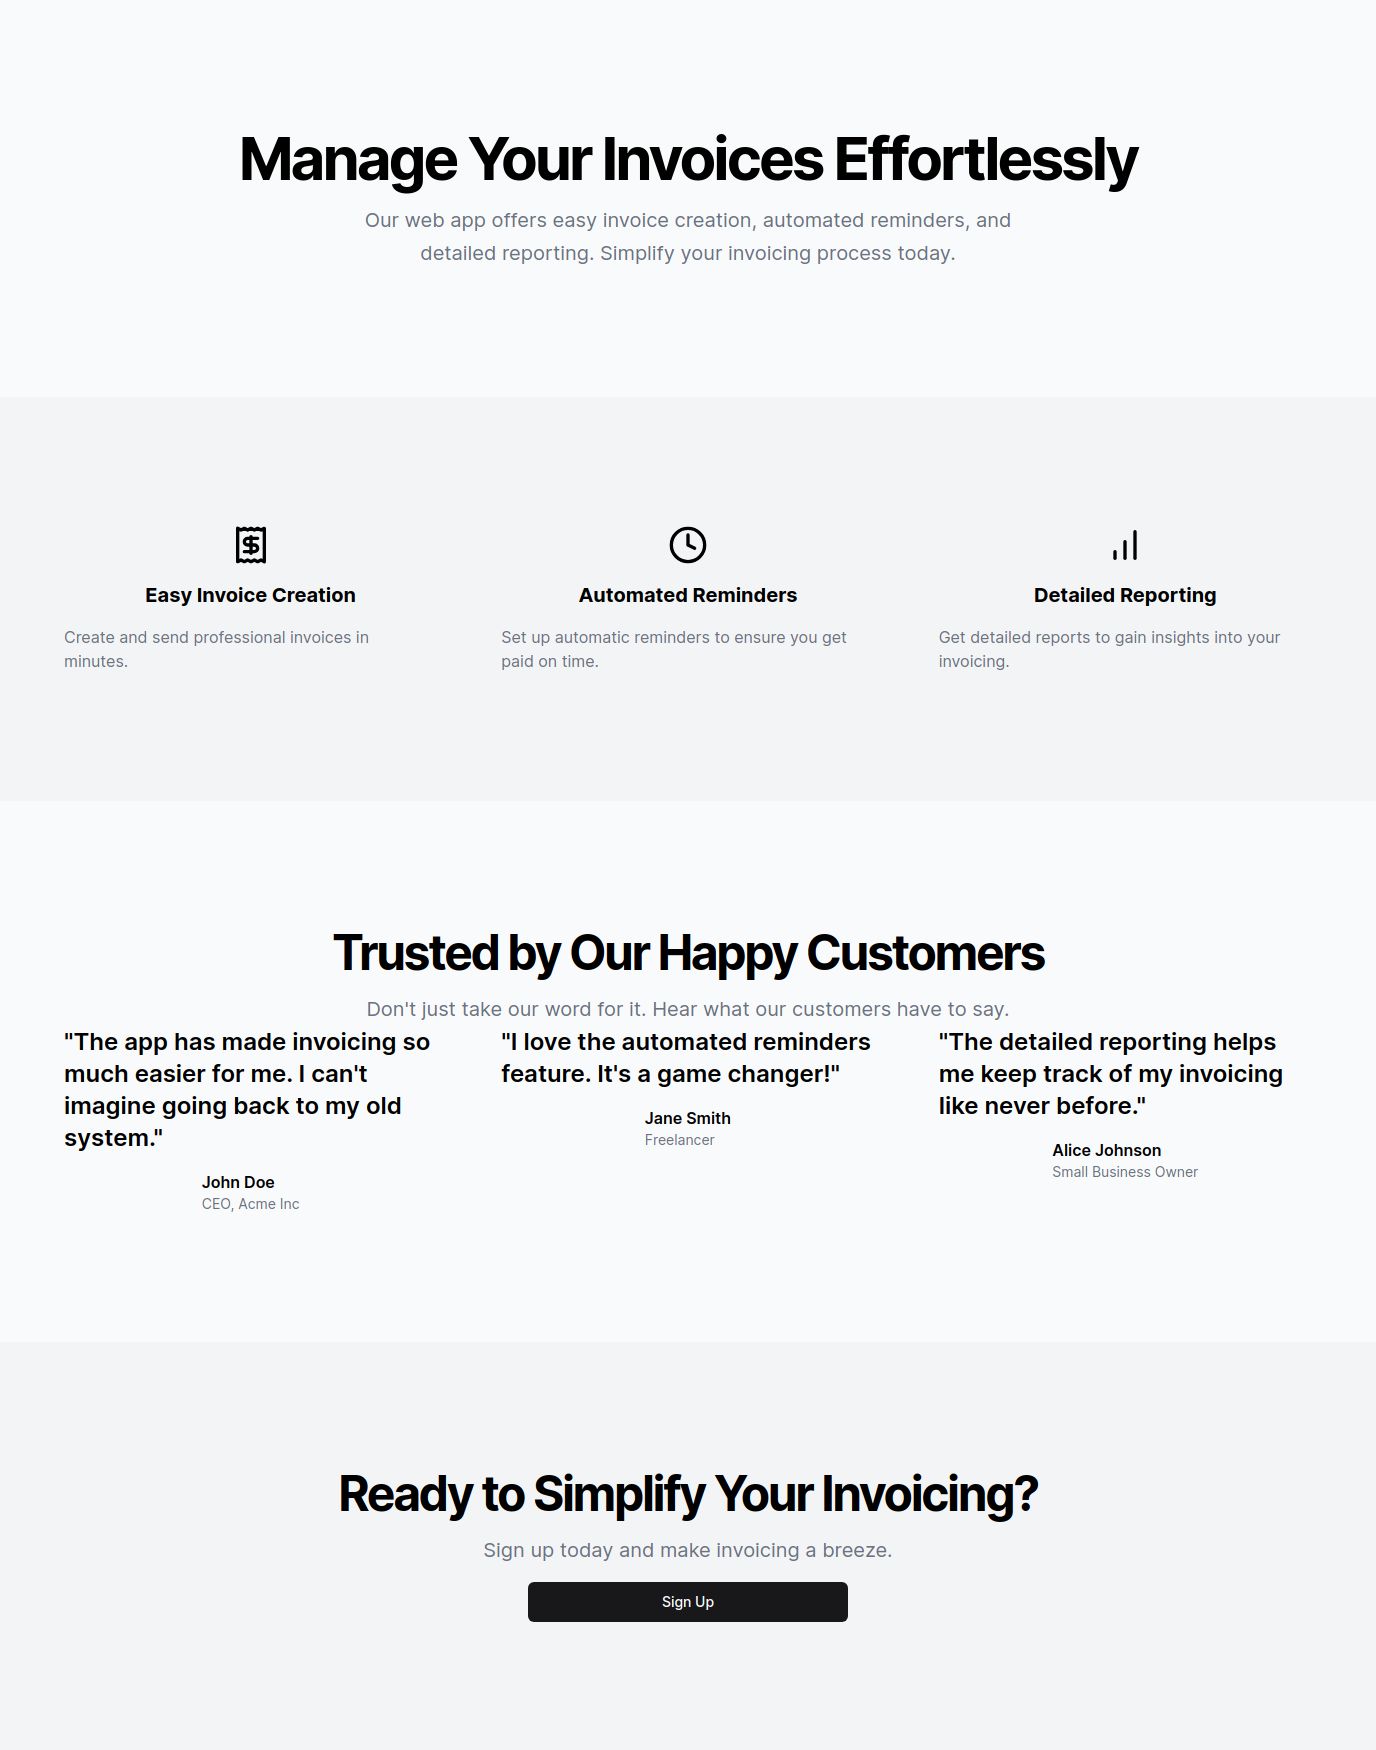 Manage Your Invoices Effortlessly
Our web app offers easy invoice creation, automated reminders, and
detailed reporting. Simplify your invoicing process today.
Easy Invoice Creation
Create and send professional invoices in
minutes.
Automated Reminders
Set up automatic reminders to ensure you get
paid on time.
Detailed Reporting
Get detailed reports to gain insights into your
invoicing.
Trusted by Our Happy Customers
Don't just take our word for it. Hear what our customers have to say.
"The app has made invoicing so
much easier for me. I can't
imagine going back to my old
system."
John Doe
CEO, Acme Inc
"I love the automated reminders
feature. It's a game changer!"
Jane Smith
Freelancer
"The detailed reporting helps
me keep track of my invoicing
like never before."
Alice Johnson
Small Business Owner
Ready to Simplify Your Invoicing?
Sign up today and make invoicing a breeze.
Sign Up